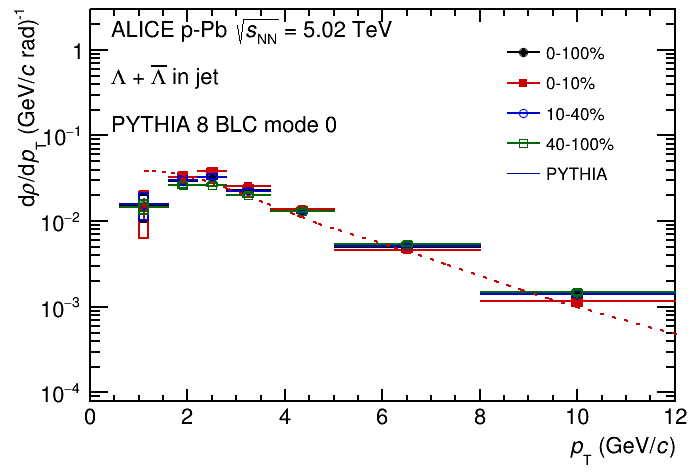 ALICE p-Pb √s_NN = 5.02 TeV
Λ + Λ̅ in jet
PYTHIA 8 BLC mode 0
0-100%
0-10%
10-40%
40-100%
PYTHIA
dρ/dp_T (GeV/c rad)^-1
1
10^−1
10^−2
10^−3
10^−4
0 2 4 6 8 10 12
p_T (GeV/c)